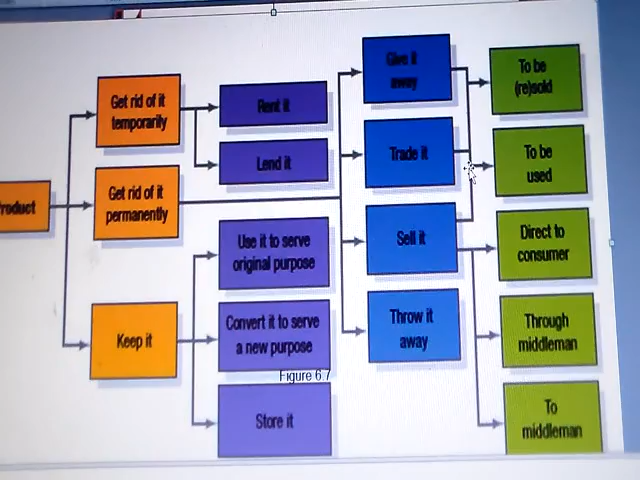 Product
Get rid of it
temporarily
Get rid of it
permanently
Keep it
Rent it
Lend it
Use it to serve
original purpose
Convert it to serve
a new purpose
Figure 6.7
Store it
Give it
away
Trade it
Sell it
Throw it
away
To be
(re)sold
To be
used
Direct to
consumer
Through
middleman
To
middleman